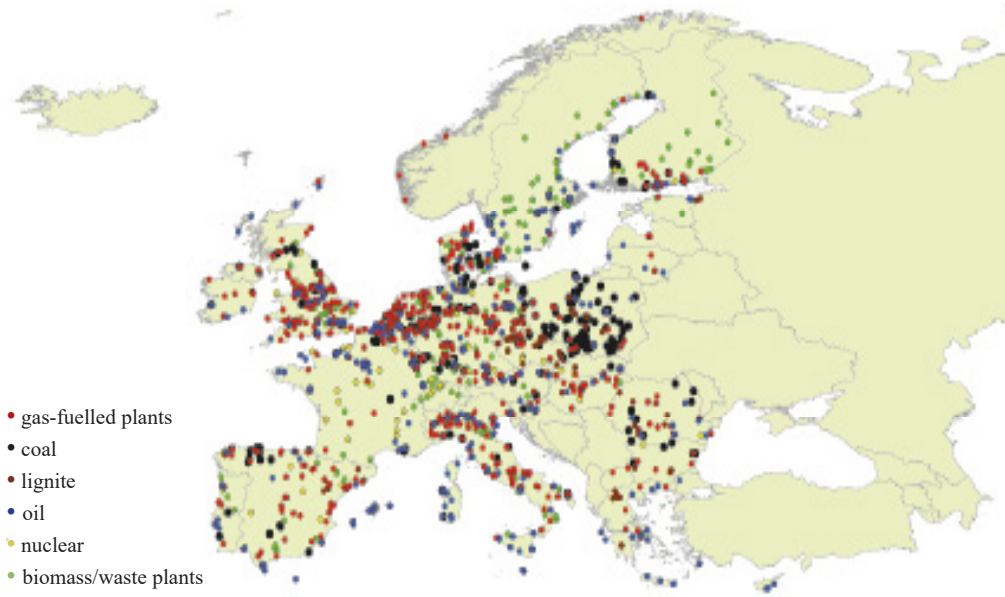 gas-fuelled plants
coal
lignite
oil
nuclear
biomass/waste plants